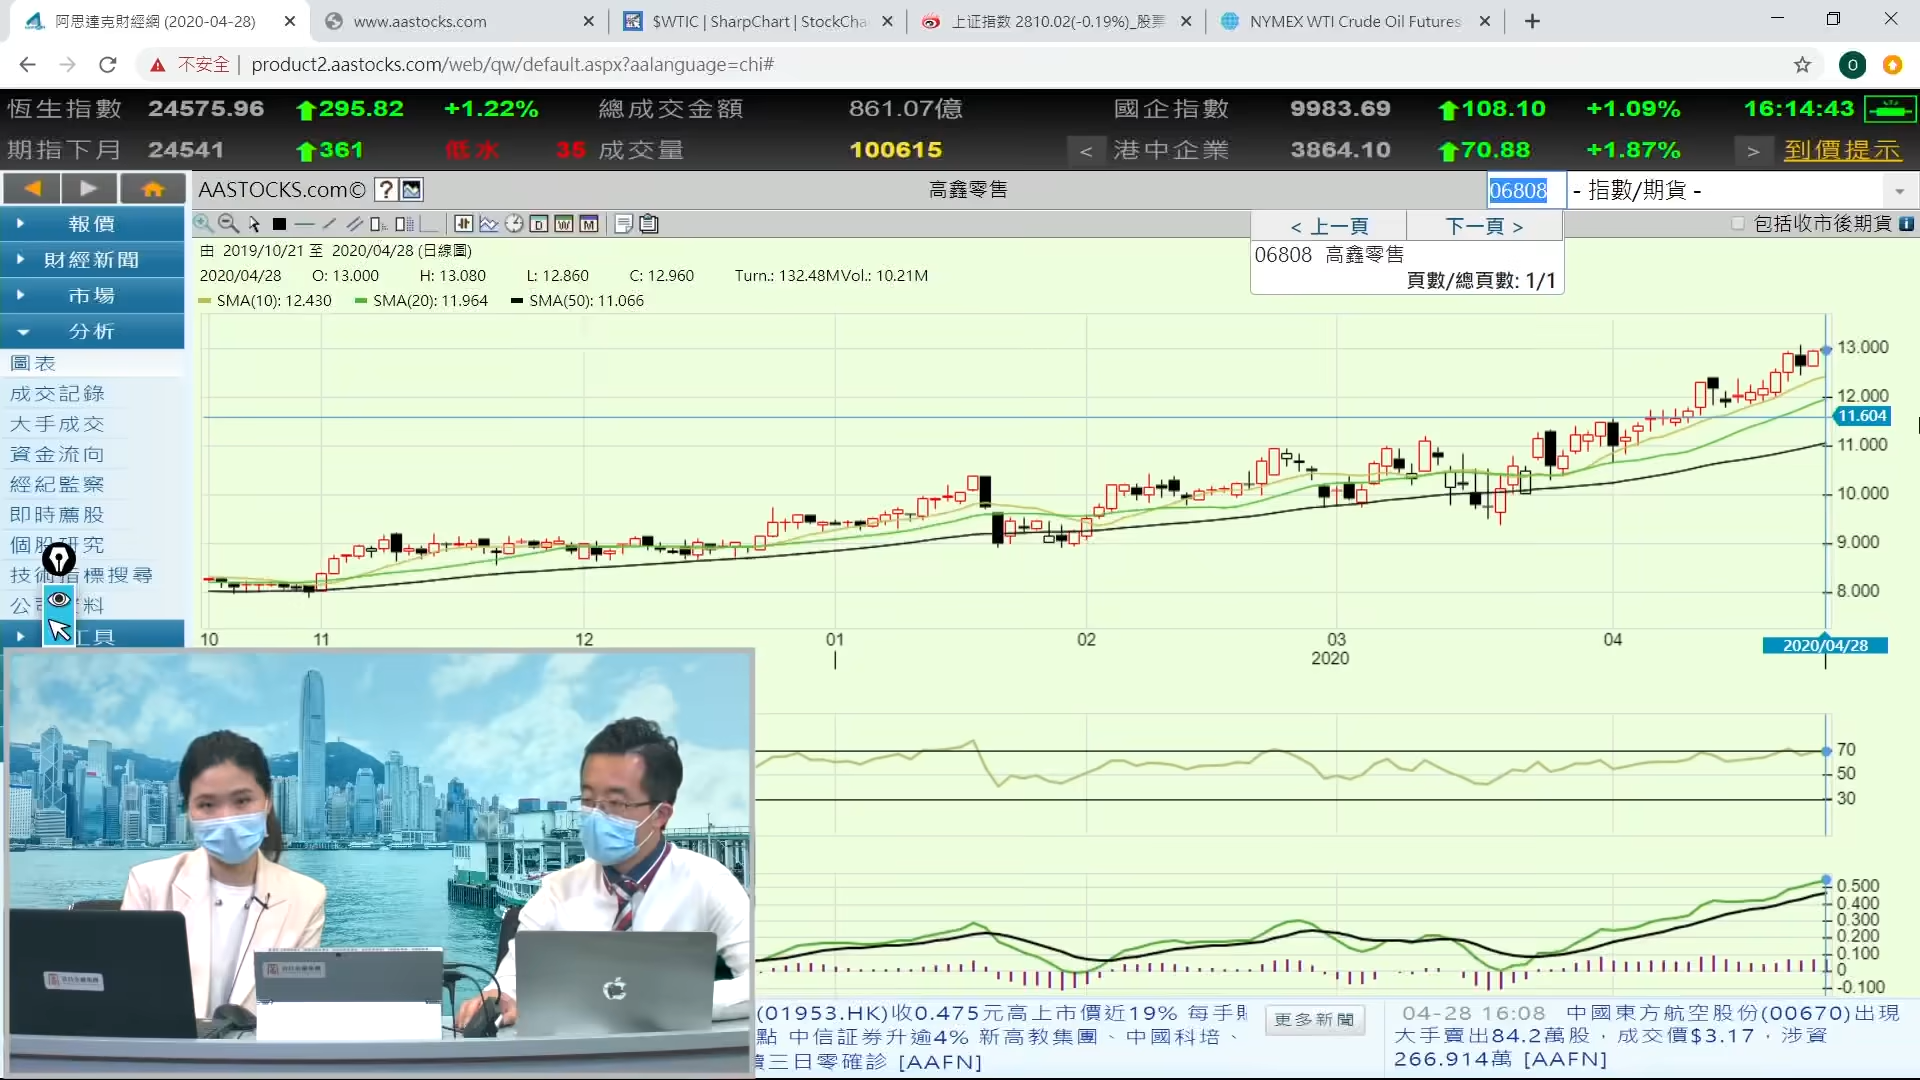 阿思達克財經網 (2020-04-28)
www.aastocks.com
$WTIC | SharpChart | StockCha
上证指数 2810.02(-0.19%)_股票
NYMEX WTI Crude Oil Futures
不安全 | product2.aastocks.com/web/qw/default.aspx?aalanguage=chi#
O
恆生指數 24575.96 295.82 +1.22% 總成交金額 861.07億 國企指數 9983.69 108.10 +1.09% 16:14:43
期指下月 24541 361 低水 35 成交量 100615 < 港中企業 3864.10 70.88 +1.87% > 到價提示
AASTOCKS.com© ? 高鑫零售 06808 - 指數/期貨 -
D W M
包括收市後期貨 i
< 上一頁 下一頁 >
06808 高鑫零售
頁數/總頁數: 1/1
報價
財經新聞
市場
分析
圖表
成交記錄
大手成交
資金流向
經紀監察
即時薦股
個股研究
技術指標搜尋
工具
由 2019/10/21 至 2020/04/28 (日線圖)
2020/04/28 O: 13.000 H: 13.080 L: 12.860 C: 12.960 Turn.: 132.48MVol.: 10.21M
SMA(10): 12.430 SMA(20): 11.964 SMA(50): 11.066
13.000
12.000
11.604
11.000
10.000
9.000
8.000
10 11 12 01 02 03 04 2020/04/28
2020
70
50
30
0.500
0.400
0.300
0.200
0.100
0
-0.100
(01953.HK)收0.475元高上市價近19% 每手賺
點 中信証券升逾4% 新高教集團、中國科培、
三日零確診 [AAFN]
更多新聞
04-28 16:08 中國東方航空股份(00670)出現
大手賣出84.2萬股，成交價$3.17，涉資
266.914萬 [AAFN]